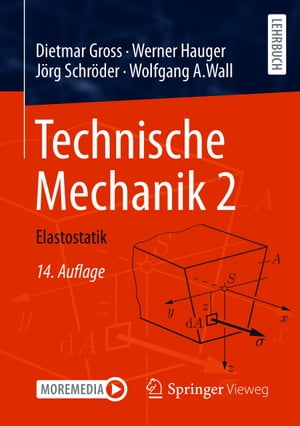 Dietmar Gross · Werner Hauger
Jörg Schröder · Wolfgang A. Wall
LEHRBUCH
Technische
Mechanik 2
Elastostatik
14. Auflage
A
S
y
z
x
y
z
x
dA
σ
z
MOREMEDIA
Springer Vieweg